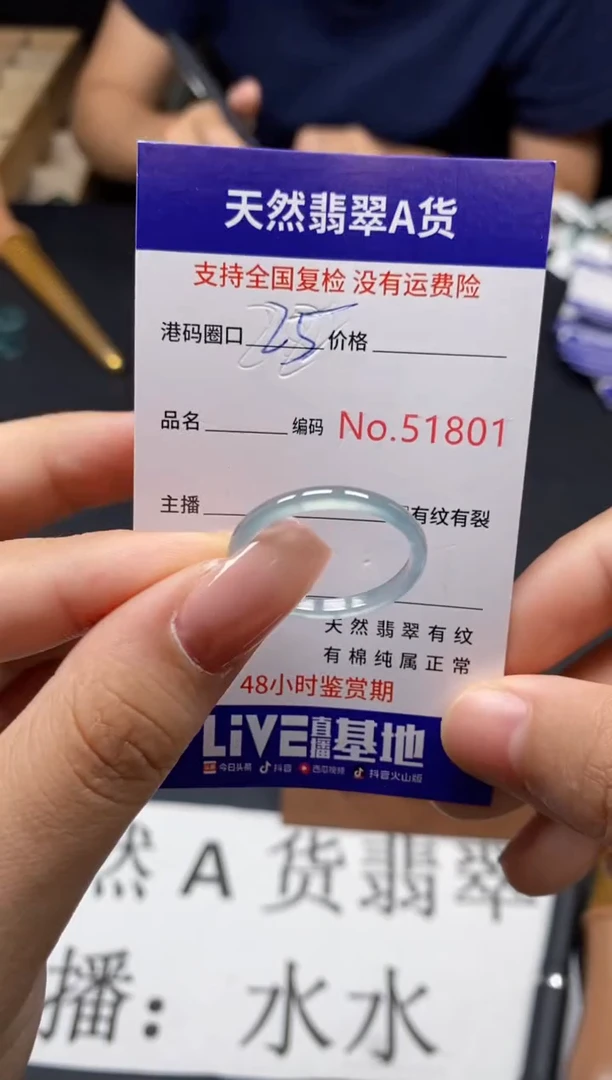 天然翡翠A货
支持全国复检 没有运费险
港码圈口 25 价格
品名 编码 No.51801
主播 有纹有裂
天然翡翠有纹
有棉纯属正常
48小时鉴赏期
LiVE直播基地
今日头条 抖音 西瓜视频 抖音火山版
然A货翡翠
播：水水